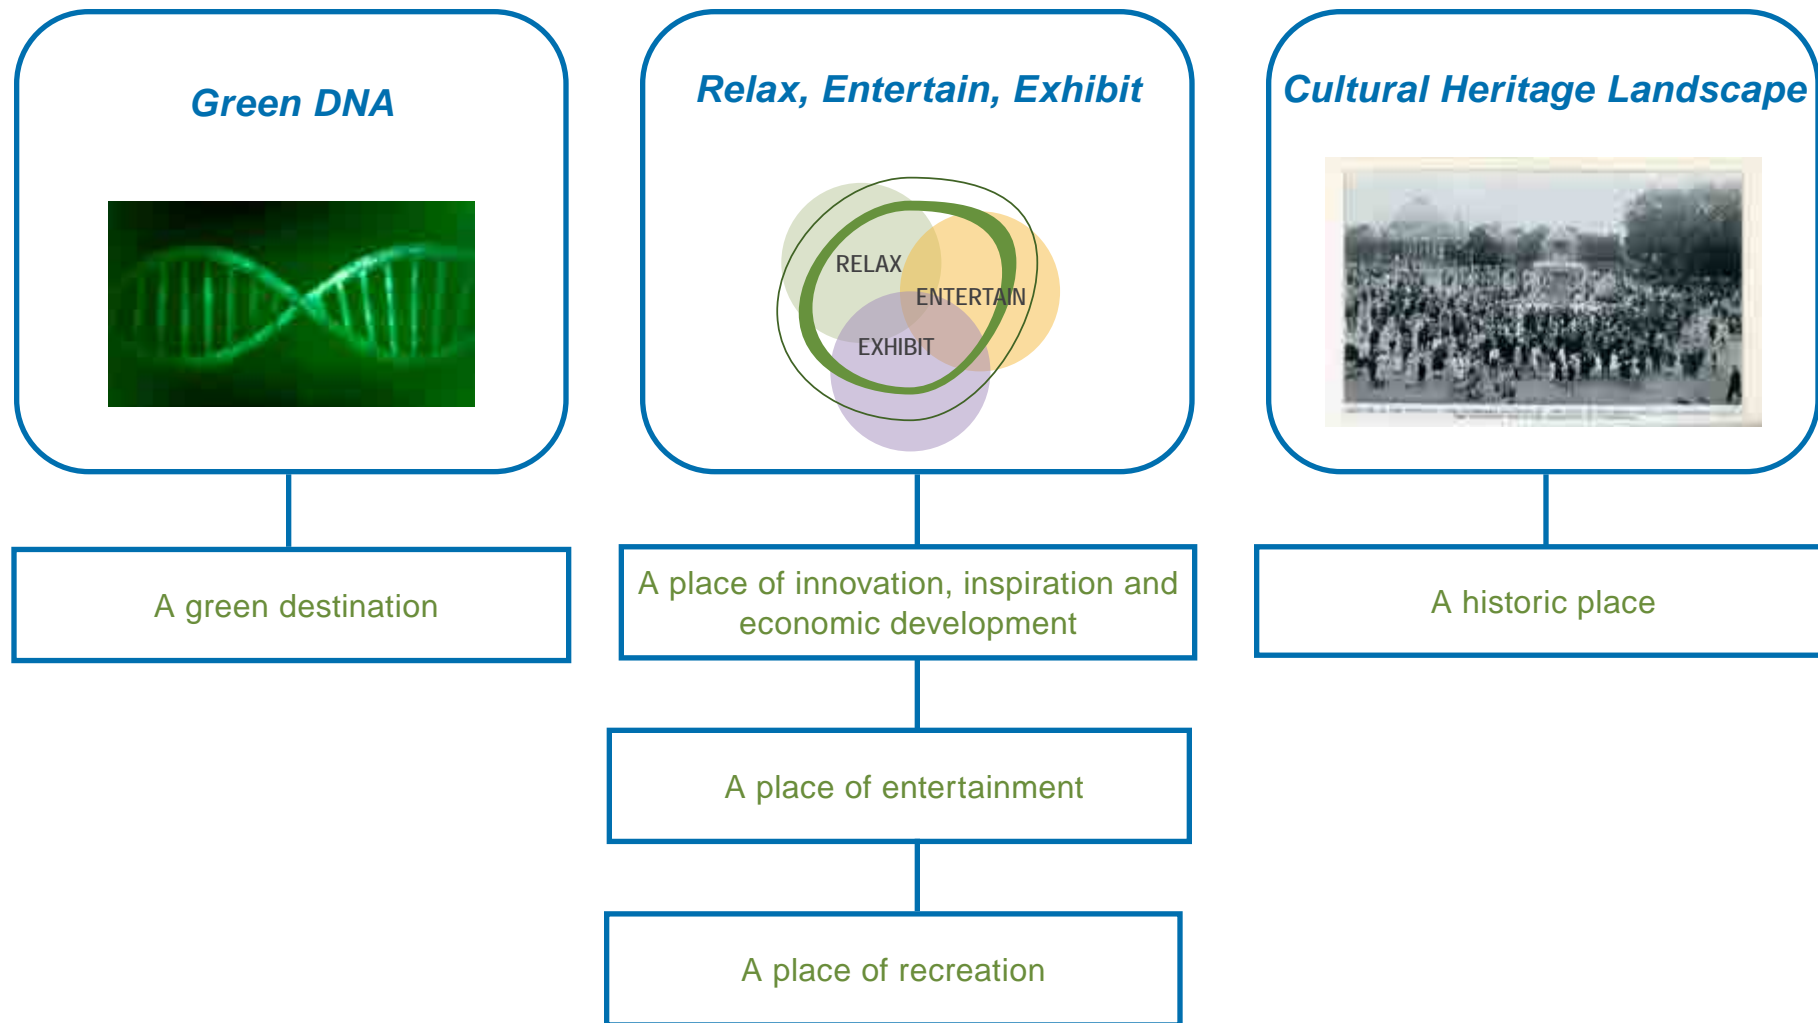 Green DNA
Relax, Entertain, Exhibit
RELAX
ENTERTAIN
EXHIBIT
Cultural Heritage Landscape
A green destination
A place of innovation, inspiration and
economic development
A historic place
A place of entertainment
A place of recreation